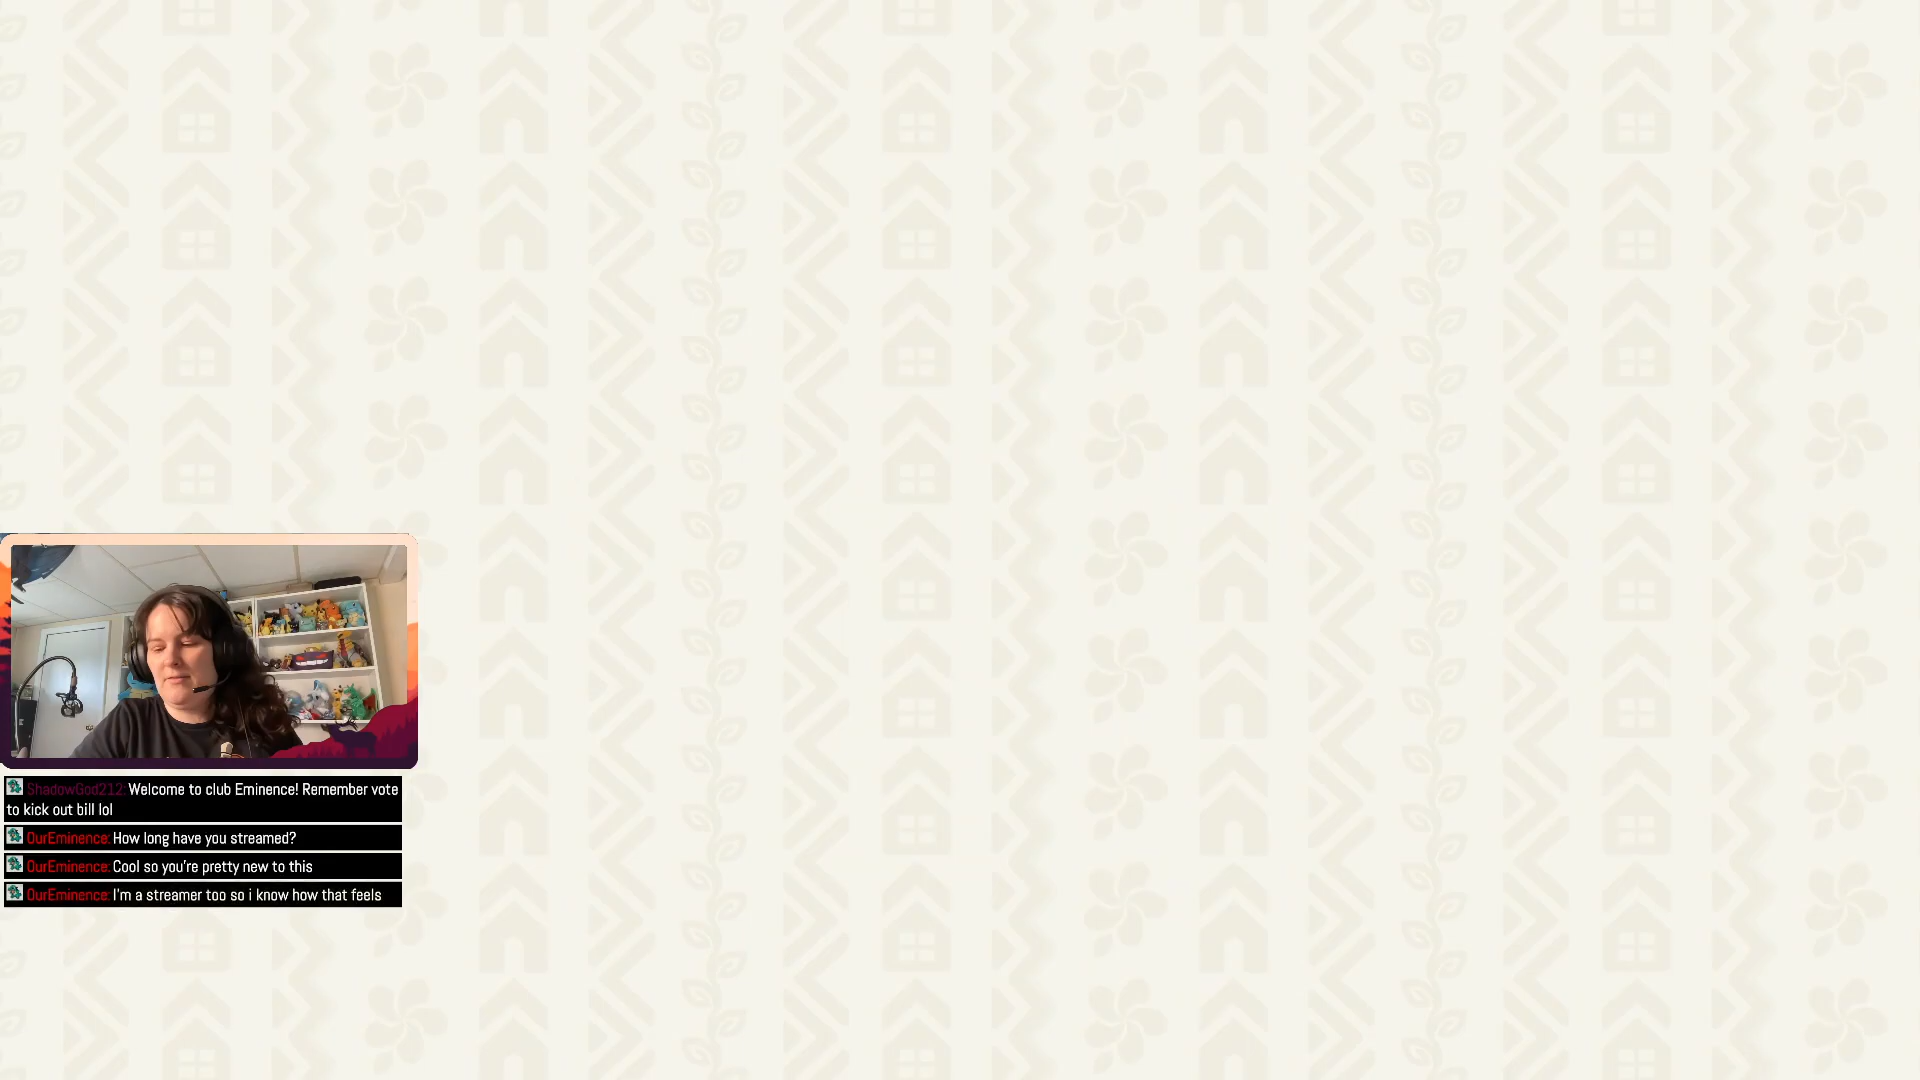 ShadowGod212: Welcome to club Eminence! Remember vote
to kick out bill lol
OurEminence: How long have you streamed?
OurEminence: Cool so you're pretty new to this
OurEminence: I'm a streamer too so i know how that feels